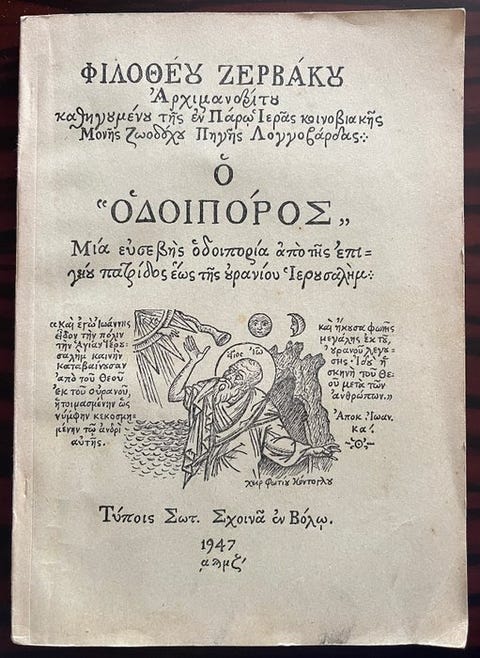 ΦΙΛΟΘΕΟΥ ΖΕΡΒΑΚΟΥ
Ἀρχιμανδρίτου
καθηγουμένου τῆς ἐν Πάρῳ Ἱερᾶς κοινοβιακῆς
Μονῆς Ζωοδόχου Πηγῆς Λογγοβάρδας
Ὁ
“ὉΔΟΙΠΟΡΟΣ„
Μία εὐσεβὴς ὁδοιπορία ἀπὸ τῆς ἐπι-
γείου πατρίδος ἕως τῆς οὐρανίου Ἱερουσαλήμ
«Καὶ ἐγὼ Ἰωάννης
εἶδον τὴν πόλιν
τὴν Ἁγίαν Ἱερου-
σαλὴμ καινὴν
καταβαίνουσαν
ἀπὸ τοῦ Θεοῦ
ἐκ τοῦ οὐρανοῦ,
ἡτοιμασμένην ὡς
νύμφην κεκοσμη-
μένην τῷ ἀνδρὶ
αὐτῆς.
ἅγιος Ἰω
καὶ ἤκουσα φωνῆς
μεγάλης ἐκ τοῦ
οὐρανοῦ λεγού-
σης· Ἰδοὺ ἡ
σκηνὴ τοῦ Θε-
οῦ μετὰ τῶν
ἀνθρώπων.»
Ἀποκ Ἰωαν.
κα΄.
χεὶρ Φωτίου Κόντογλου
Τύποις Σωτ. Σχοινᾶ ἐν Βόλῳ.
1947
͵αϡμζ΄